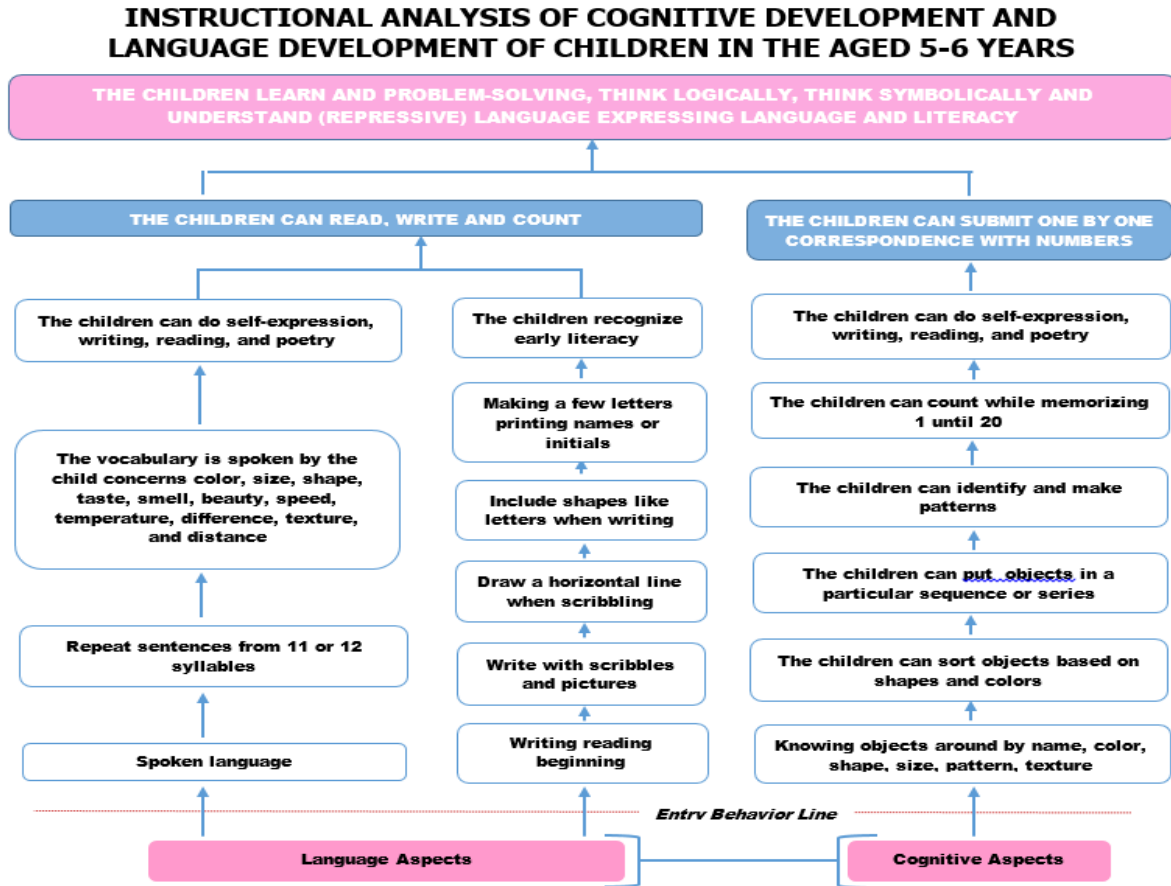 INSTRUCTIONAL ANALYSIS OF COGNITIVE DEVELOPMENT AND
LANGUAGE DEVELOPMENT OF CHILDREN IN THE AGED 5-6 YEARS
THE CHILDREN LEARN AND PROBLEM-SOLVING, THINK LOGICALLY, THINK SYMBOLICALLY AND
UNDERSTAND (REPRESSIVE) LANGUAGE EXPRESSING LANGUAGE AND LITERACY
THE CHILDREN CAN READ, WRITE AND COUNT
THE CHILDREN CAN SUBMIT ONE BY ONE
CORRESPONDENCE WITH NUMBERS
The children can do self-expression,
writing, reading, and poetry
The vocabulary is spoken by the
child concerns color, size, shape,
taste, smell, beauty, speed,
temperature, difference, texture,
and distance
Repeat sentences from 11 or 12
syllables
Spoken language
The children recognize
early literacy
Making a few letters
printing names or
initials
Include shapes like
letters when writing
Draw a horizontal line
when scribbling
Write with scribbles
and pictures
Writing reading
beginning
The children can do self-expression,
writing, reading, and poetry
The children can count while memorizing
1 until 20
The children can identify and make
patterns
The children can put objects in a
particular sequence or series
The children can sort objects based on
shapes and colors
Knowing objects around by name, color,
shape, size, pattern, texture
Entry Behavior Line
Language Aspects
Cognitive Aspects